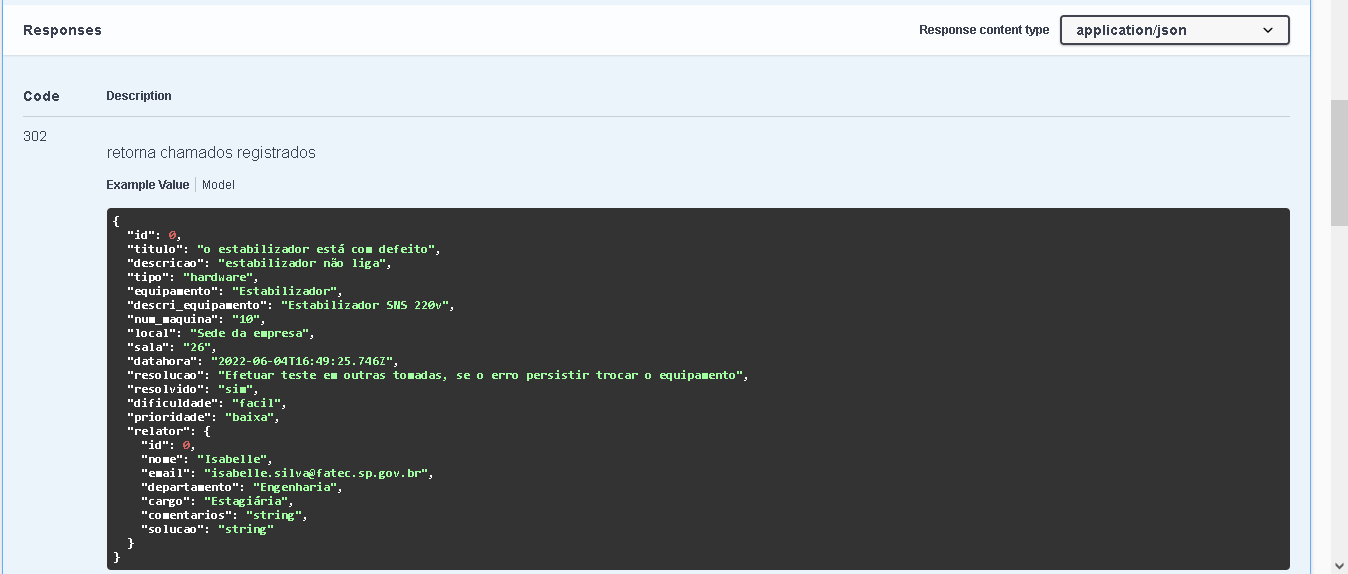 Responses
Response content type
application/json
Code
Description
302
retorna chamados registrados
Example Value
Model
{
"id": 0,
"titulo": "o estabilizador está com defeito",
"descricao": "estabilizador não liga",
"tipo": "hardware",
"equipamento": "Estabilizador",
"descri_equipamento": "Estabilizador SNS 220v",
"num_maquina": "10",
"local": "Sede da empresa",
"sala": "26",
"datahora": "2022-06-04T16:49:25.746Z",
"resolucao": "Efetuar teste em outras tomadas, se o erro persistir trocar o equipamento",
"resolvido": "sim",
"dificuldade": "facil",
"prioridade": "baixa",
"relator": {
"id": 0,
"nome": "Isabelle",
"email": "isabelle.silva@fatec.sp.gov.br",
"departamento": "Engenharia",
"cargo": "Estagiária",
"comentarios": "string",
"solucao": "string"
}
}